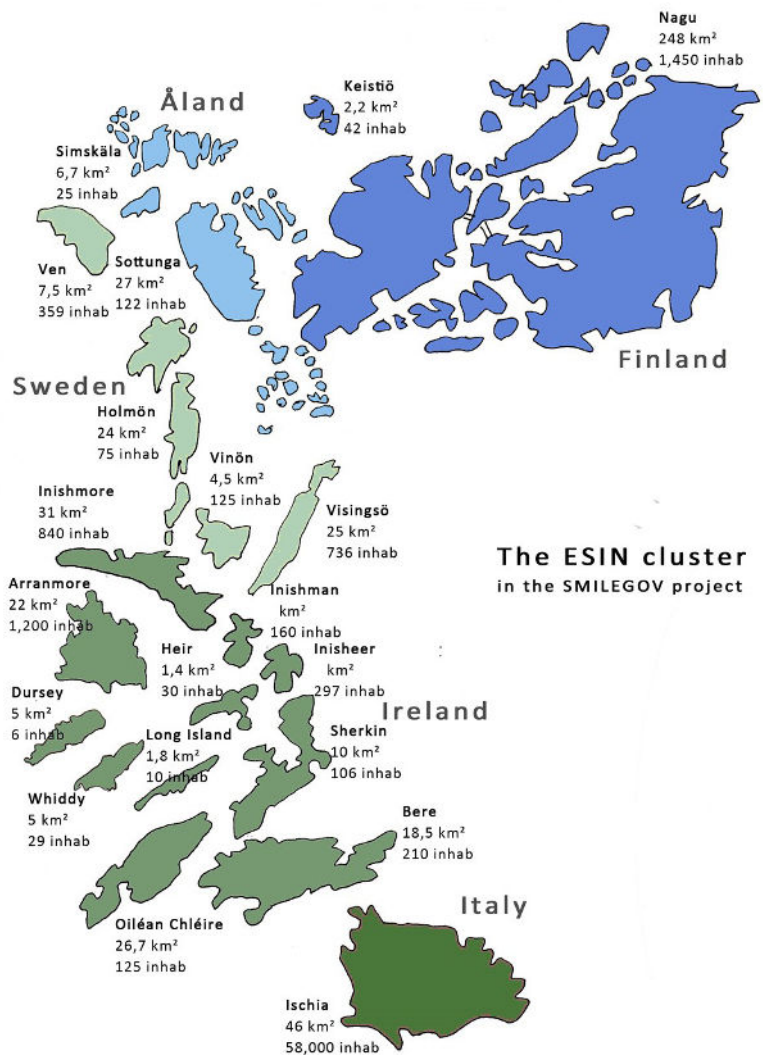 Nagu
248 km²
1,450 inhab
Keistiö
2,2 km²
42 inhab
Åland
Simskäla
6,7 km²
25 inhab
Ven
7,5 km²
359 inhab
Sottunga
27 km²
122 inhab
Finland
Sweden
Holmön
24 km²
75 inhab
Vinön
4,5 km²
125 inhab
Visingsö
25 km²
736 inhab
Inishmore
31 km²
840 inhab
The ESIN cluster
in the SMILEGOV project
Arranmore
22 km²
1,200 inhab
Inishman
km²
160 inhab
Heir
1,4 km²
30 inhab
Inisheer
km²
297 inhab
Dursey
5 km²
6 inhab
Ireland
Long Island
1,8 km²
10 inhab
Sherkin
10 km²
106 inhab
Whiddy
5 km²
29 inhab
Bere
18,5 km²
210 inhab
Oiléan Chléire
26,7 km²
125 inhab
Italy
Ischia
46 km²
58,000 inhab